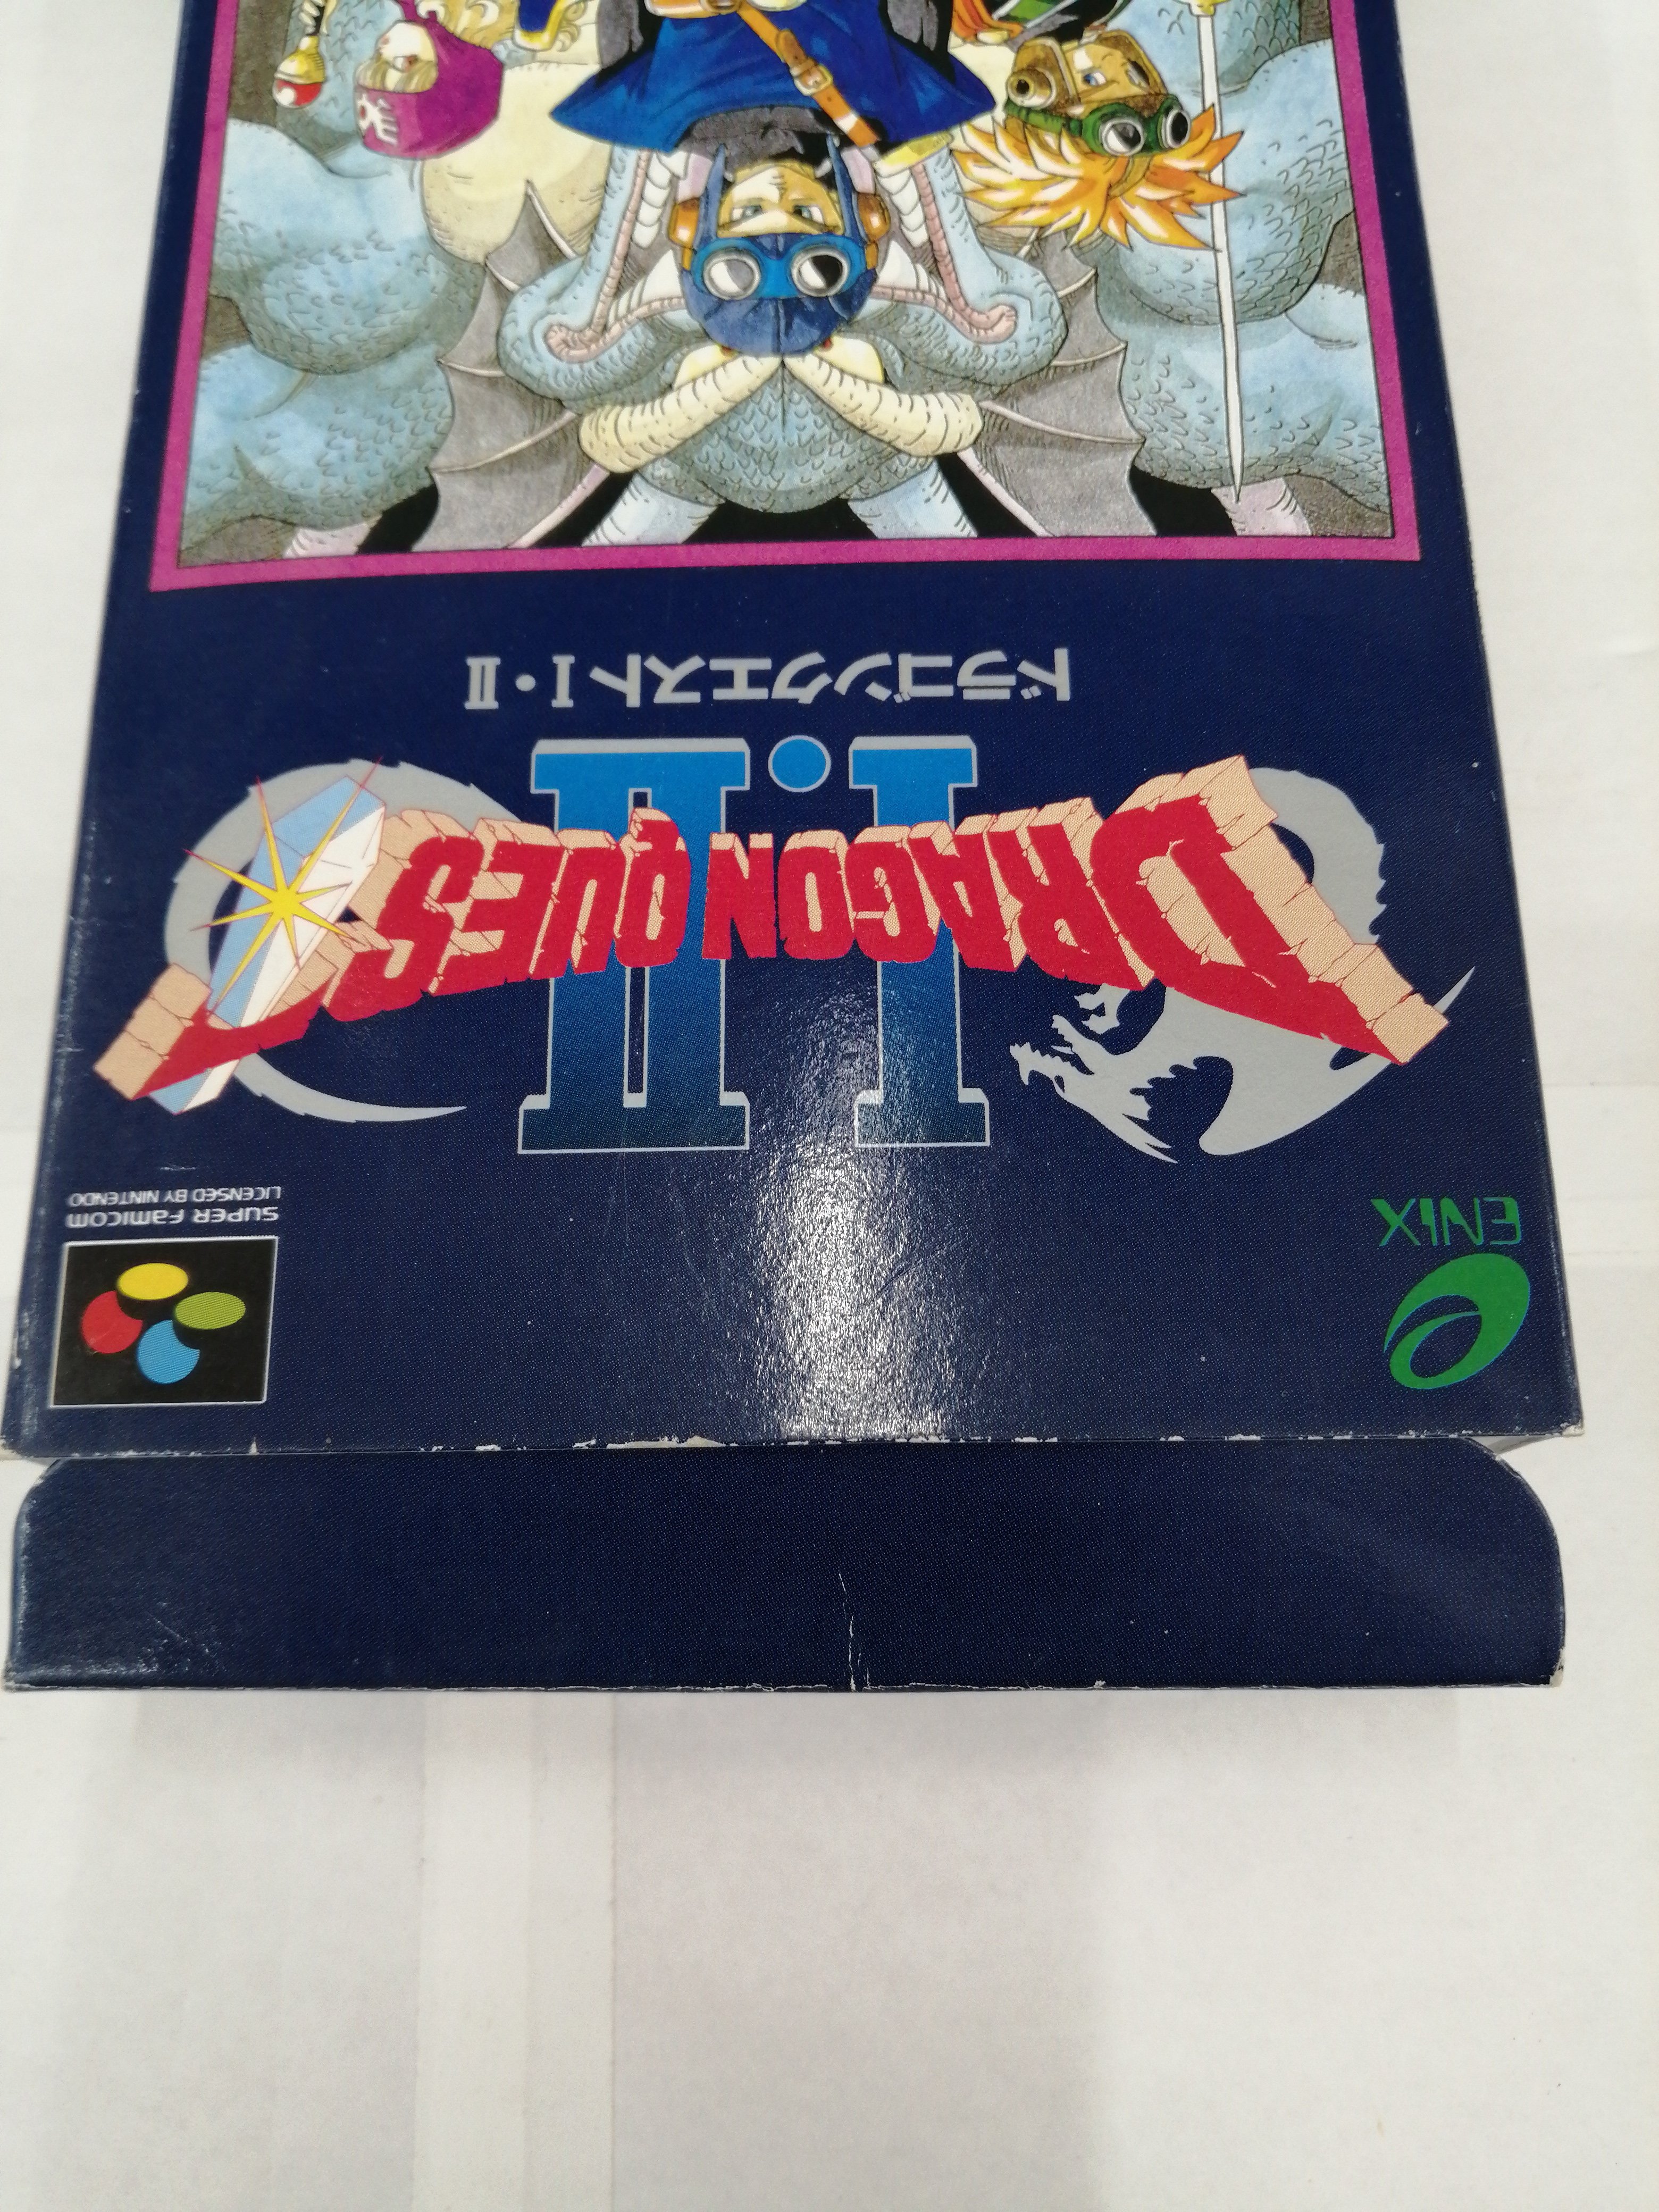 ENIX
SUPER FAMICOM
LICENSED BY NINTENDO
DRAGON QUEST
I・II
ドラゴンクエストI・II